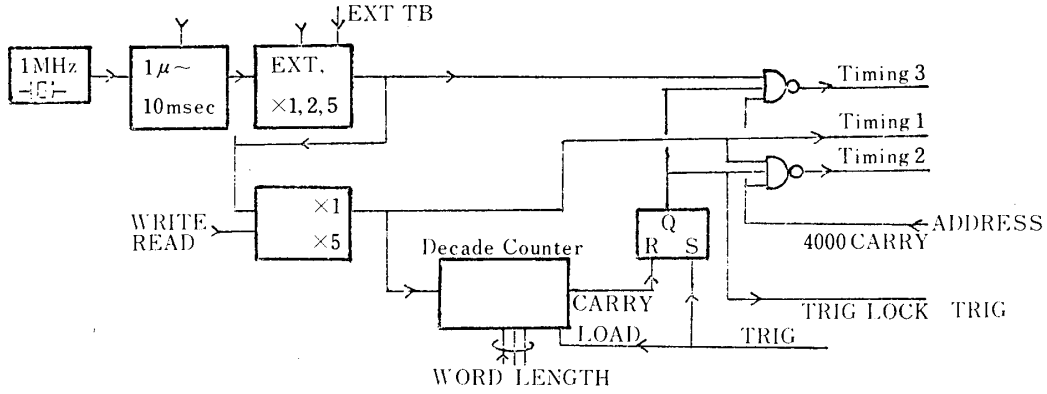 EXT TB
1MHz
1μ~
10msec
EXT,
×1, 2, 5
Timing 3
Timing 1
Timing 2
WRITE
READ
×1
×5
Q
R S
ADDRESS
4000 CARRY
Decade Counter
CARRY
TRIG LOCK TRIG
LOAD
TRIG
WORD LENGTH